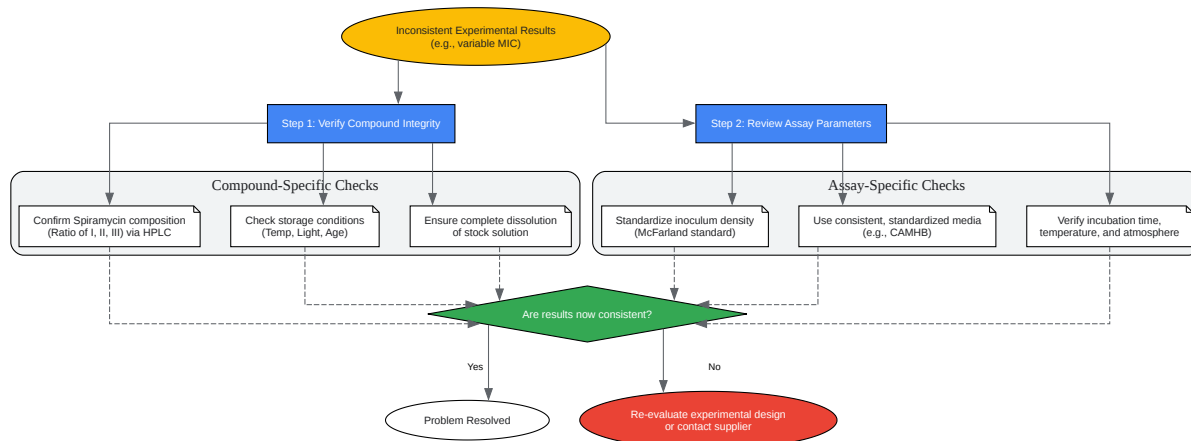 Inconsistent Experimental Results
(e.g., variable MIC)
Step 1: Verify Compound Integrity
Step 2: Review Assay Parameters
Compound-Specific Checks
Assay-Specific Checks
Confirm Spiramycin composition
(Ratio of I, II, III) via HPLC
Check storage conditions
(Temp, Light, Age)
Ensure complete dissolution
of stock solution
Standardize inoculum density
(McFarland standard)
Use consistent, standardized media
(e.g., CAMHB)
Verify incubation time,
temperature, and atmosphere
Are results now consistent?
Yes
No
Problem Resolved
Re-evaluate experimental design
or contact supplier